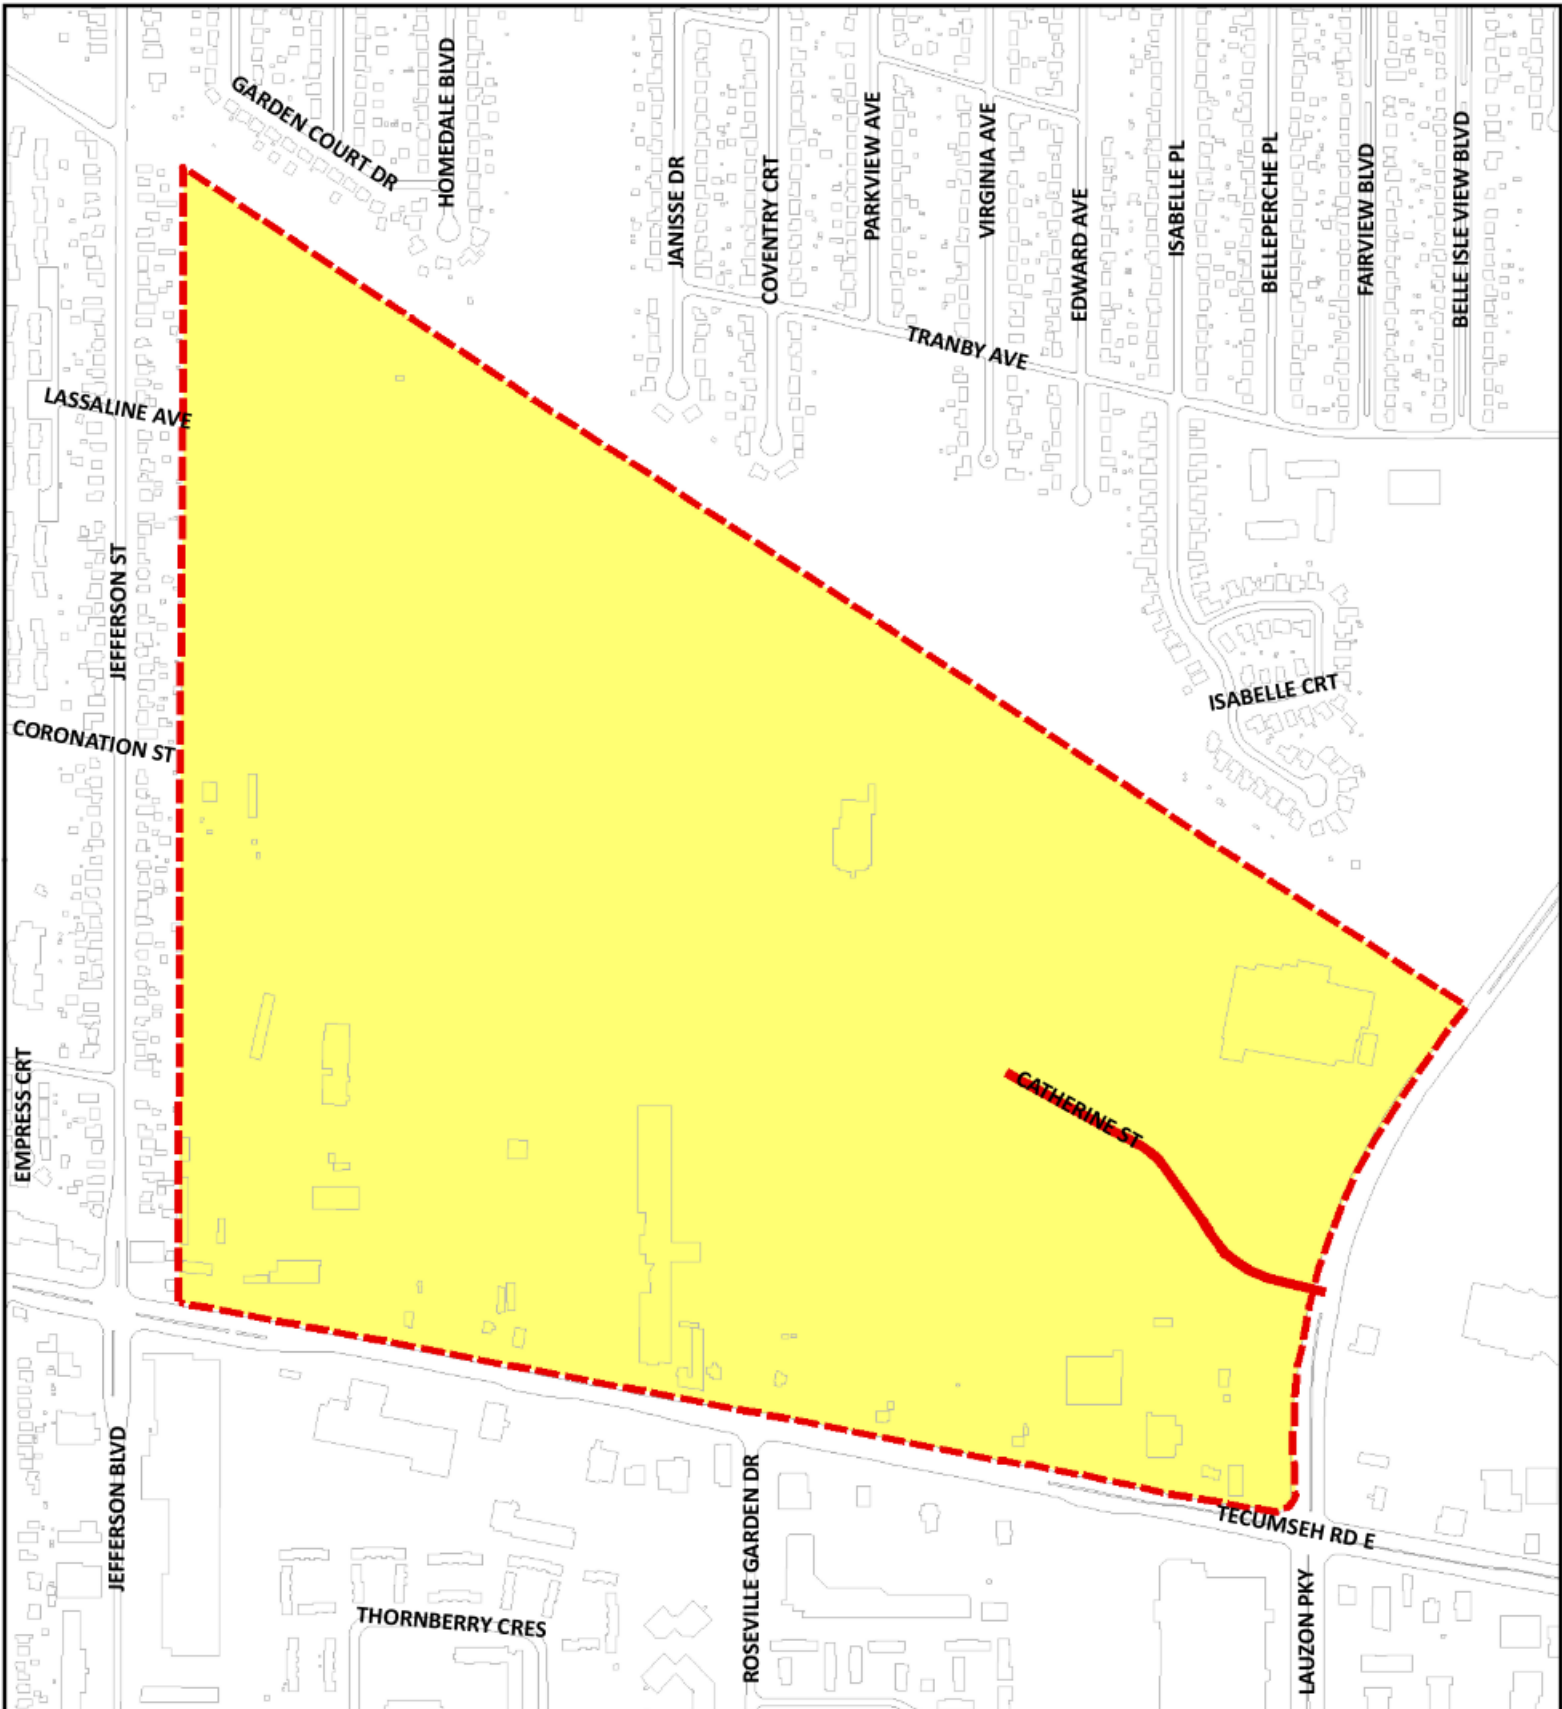 GARDEN COURT DR
HOMEDALE BLVD
JANISSE DR
COVENTRY CRT
PARKVIEW AVE
VIRGINIA AVE
EDWARD AVE
ISABELLE PL
BELLEPERCHE PL
FAIRVIEW BLVD
BELLE ISLE VIEW BLVD
TRANBY AVE
LASSALINE AVE
JEFFERSON ST
ISABELLE CRT
CORONATION ST
EMPRESS CRT
CATHERINE ST
JEFFERSON BLVD
ROSEVILLE GARDEN DR
TECUMSEH RD E
LAUZON PKY
THORNBERRY CRES